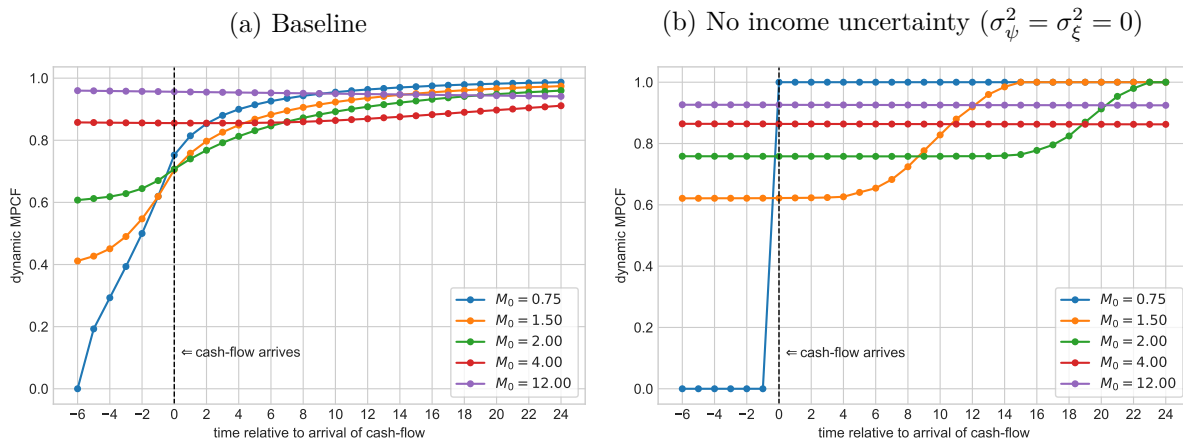 (a) Baseline
1.0
0.8
0.6
0.4
0.2
0.0
dynamic MPCF
⇐ cash-flow arrives
M₀ = 0.75
M₀ = 1.50
M₀ = 2.00
M₀ = 4.00
M₀ = 12.00
−6 −4 −2 0 2 4 6 8 10 12 14 16 18 20 22 24
time relative to arrival of cash-flow
(b) No income uncertainty (σ²_ψ = σ²_ξ = 0)
1.0
0.8
0.6
0.4
0.2
0.0
dynamic MPCF
⇐ cash-flow arrives
M₀ = 0.75
M₀ = 1.50
M₀ = 2.00
M₀ = 4.00
M₀ = 12.00
−6 −4 −2 0 2 4 6 8 10 12 14 16 18 20 22 24
time relative to arrival of cash-flow